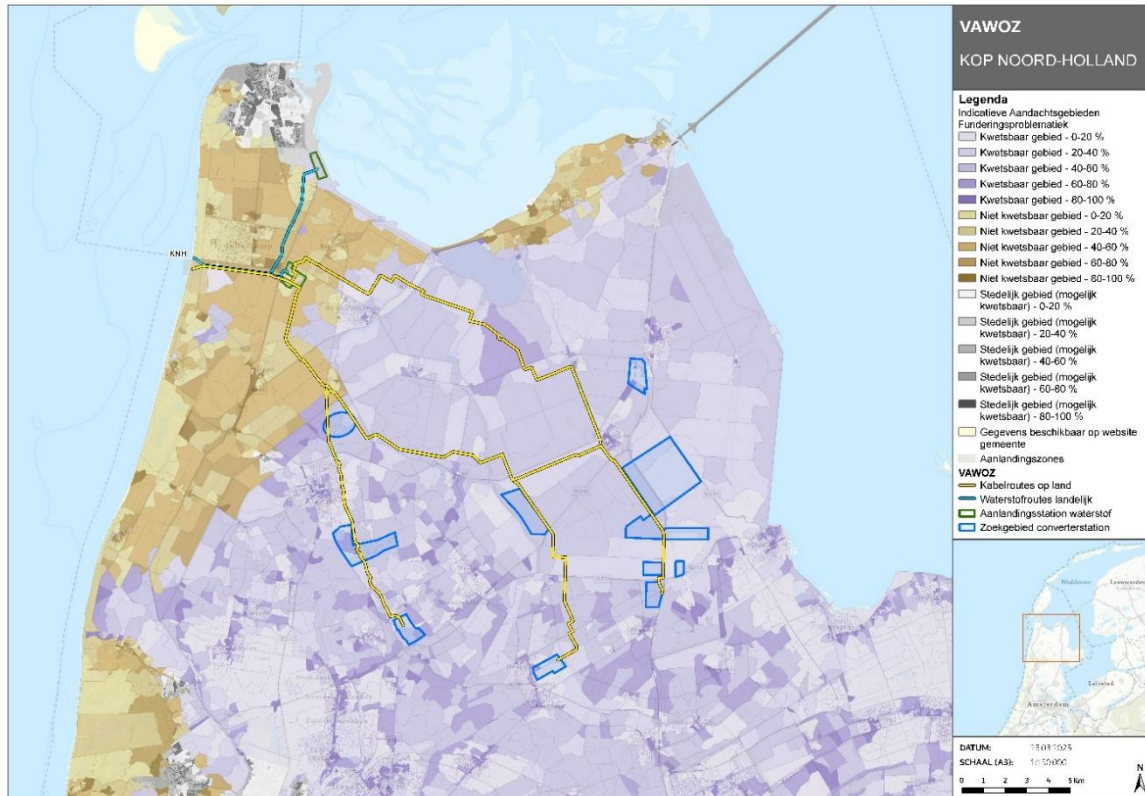 VAWOZ
KOP NOORD-HOLLAND
Legenda
Indicatieve Aandachtsgebieden
Funderingsproblematiek
Kwetsbaar gebied - 0-20 %
Kwetsbaar gebied - 20-40 %
Kwetsbaar gebied - 40-60 %
Kwetsbaar gebied - 60-80 %
Kwetsbaar gebied - 80-100 %
Niet kwetsbaar gebied - 0-20 %
Niet kwetsbaar gebied - 20-40 %
Niet kwetsbaar gebied - 40-60 %
Niet kwetsbaar gebied - 60-80 %
Niet kwetsbaar gebied - 80-100 %
Stedelijk gebied (mogelijk
kwetsbaar) - 0-20 %
Stedelijk gebied (mogelijk
kwetsbaar) - 20-40 %
Stedelijk gebied (mogelijk
kwetsbaar) - 40-60 %
Stedelijk gebied (mogelijk
kwetsbaar) - 60-80 %
Stedelijk gebied (mogelijk
kwetsbaar) - 80-100 %
Gegevens beschikbaar op website
gemeente
Aanlandingszones
VAWOZ
Kabelroutes op land
Waterstofroutes landelijk
Aanlandingsstation waterstof
Zoekgebied converterstation
KNH
Waddenzee
Leeuwarden
Lelystad
Amsterdam
DATUM:
SCHAAL (A3):
N
0 1 2 3 4 5 Km